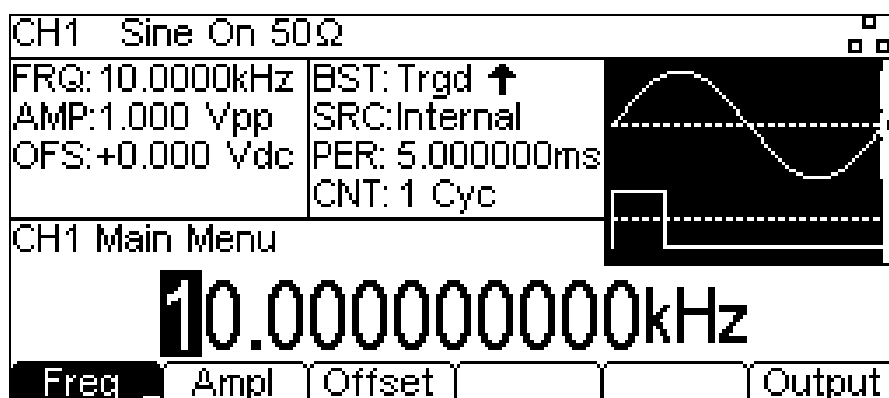 CH1 Sine On 50Ω
FRQ: 10.0000kHz
AMP:1.000 Vpp
OFS:+0.000 Vdc
BST: Trgd ↑
SRC:Internal
PER: 5.000000ms
CNT: 1 Cyc
CH1 Main Menu
10.000000000kHz
Freq Ampl Offset Output